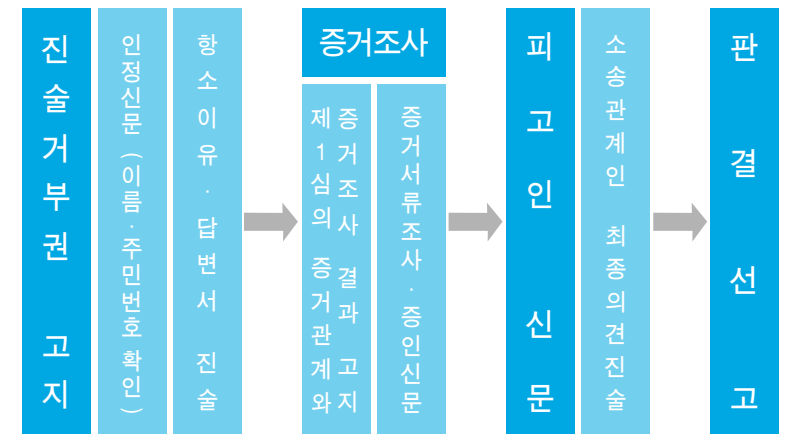 진술거부권 고지
인정신문 (이름·주민번호 확인)
항소이유·답변서 진술
증거조사
제1심의 증거관계와
증거조사 결과 고지
증거서류조사·증인신문
피고인 신문
소송관계인 최종의견진술
판결선고